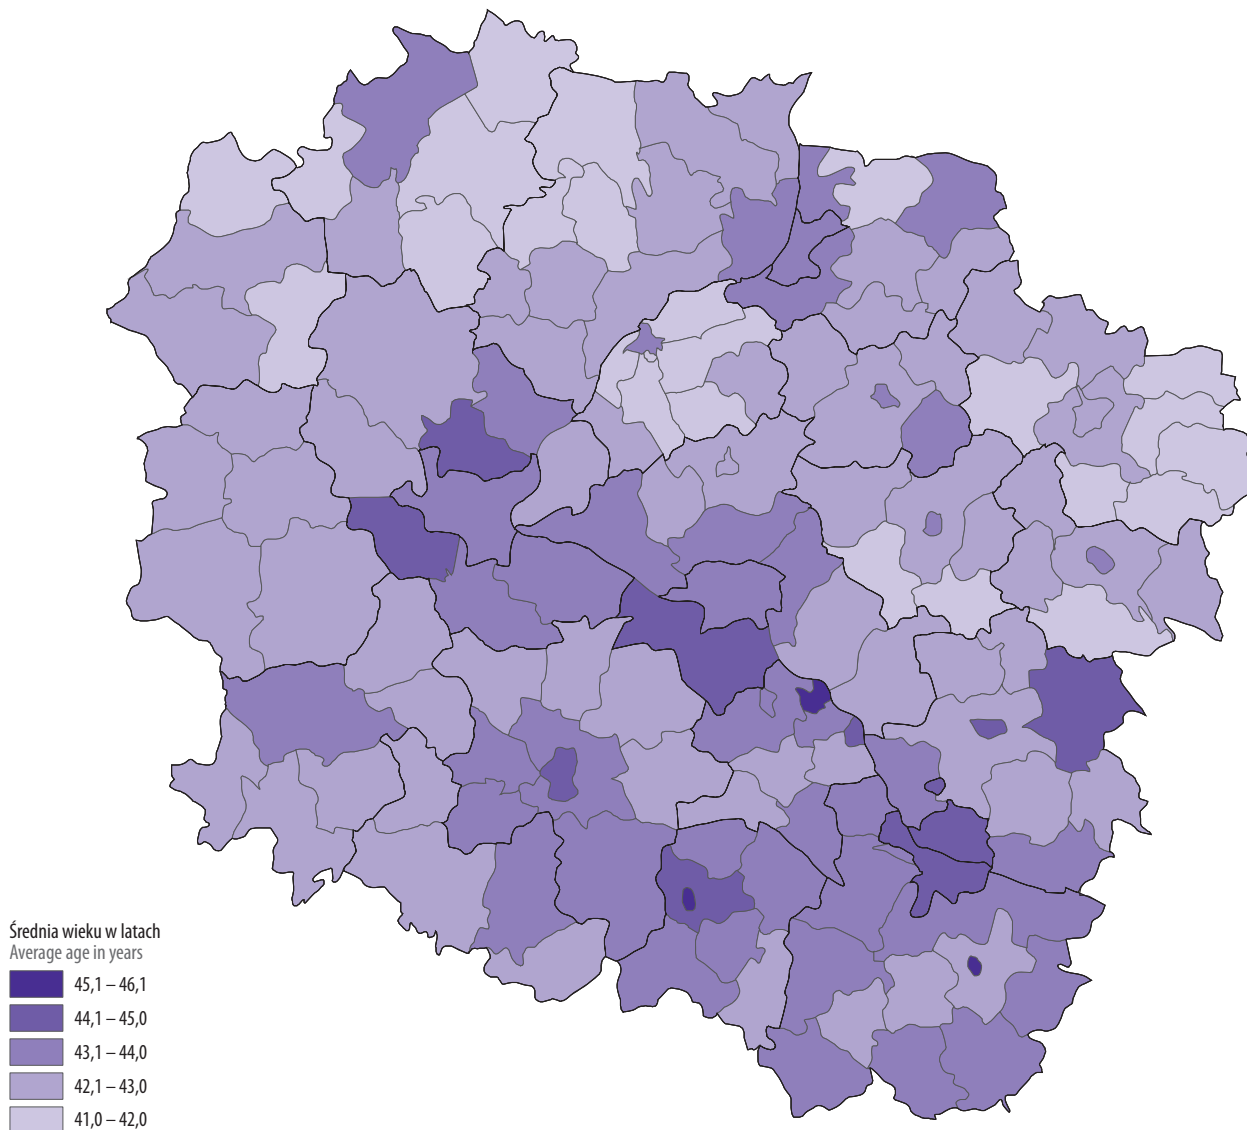 Średnia wieku w latach
Average age in years
45,1 – 46,1
44,1 – 45,0
43,1 – 44,0
42,1 – 43,0
41,0 – 42,0